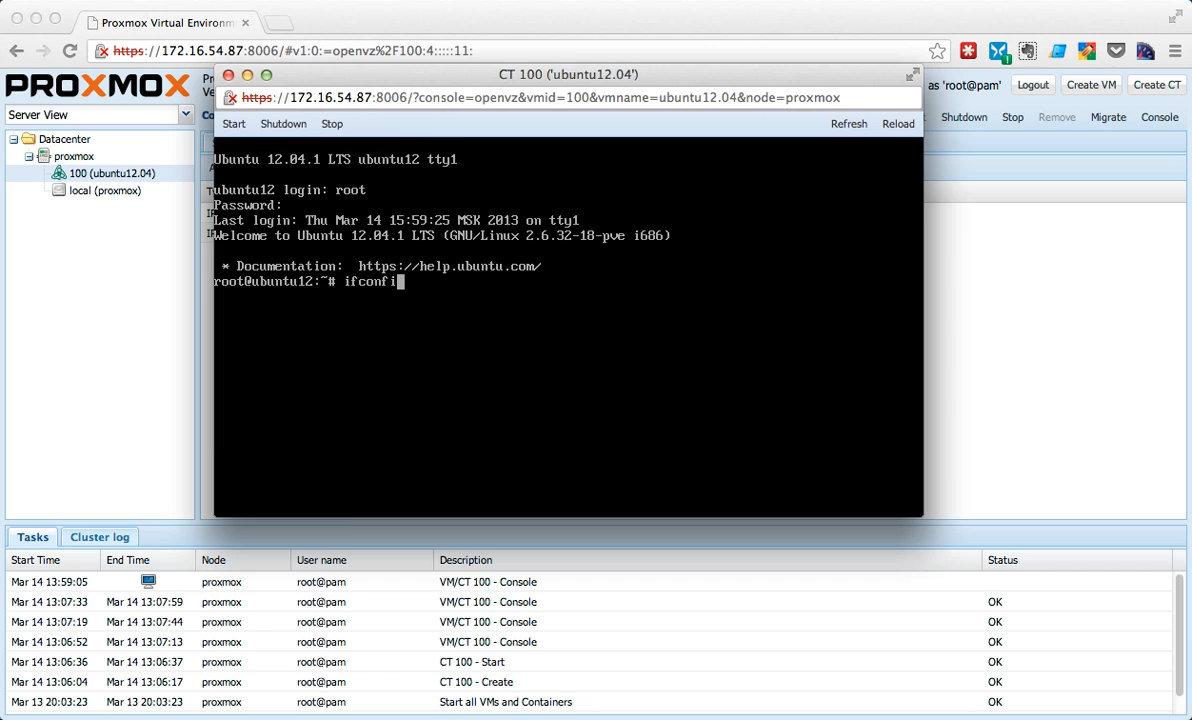 Proxmox Virtual Environm
https://172.16.54.87:8006/#v1:0:=openvz%2F100:4:::::11:
CT 100 ('ubuntu12.04')
https://172.16.54.87:8006/?console=openvz&vmid=100&vmname=ubuntu12.04&node=proxmox
PROXMOX
as 'root@pam'
Logout
Create VM
Create CT
Server View
Start
Shutdown
Stop
Refresh
Reload
Shutdown
Stop
Remove
Migrate
Console
Datacenter
proxmox
100 (ubuntu12.04)
local (proxmox)
Ubuntu 12.04.1 LTS ubuntu12 tty1
ubuntu12 login: root
Password:
Last login: Thu Mar 14 15:59:25 MSK 2013 on tty1
Welcome to Ubuntu 12.04.1 LTS (GNU/Linux 2.6.32-18-pve i686)
* Documentation: https://help.ubuntu.com/
root@ubuntu12:~# ifconfi
Tasks
Cluster log
Start Time End Time Node User name Description Status
Mar 14 13:59:05 proxmox root@pam VM/CT 100 - Console
Mar 14 13:07:33 Mar 14 13:07:59 proxmox root@pam VM/CT 100 - Console OK
Mar 14 13:07:19 Mar 14 13:07:44 proxmox root@pam VM/CT 100 - Console OK
Mar 14 13:06:52 Mar 14 13:07:13 proxmox root@pam VM/CT 100 - Console OK
Mar 14 13:06:36 Mar 14 13:06:37 proxmox root@pam CT 100 - Start OK
Mar 14 13:06:04 Mar 14 13:06:17 proxmox root@pam CT 100 - Create OK
Mar 13 20:03:23 Mar 13 20:03:23 proxmox root@pam Start all VMs and Containers OK